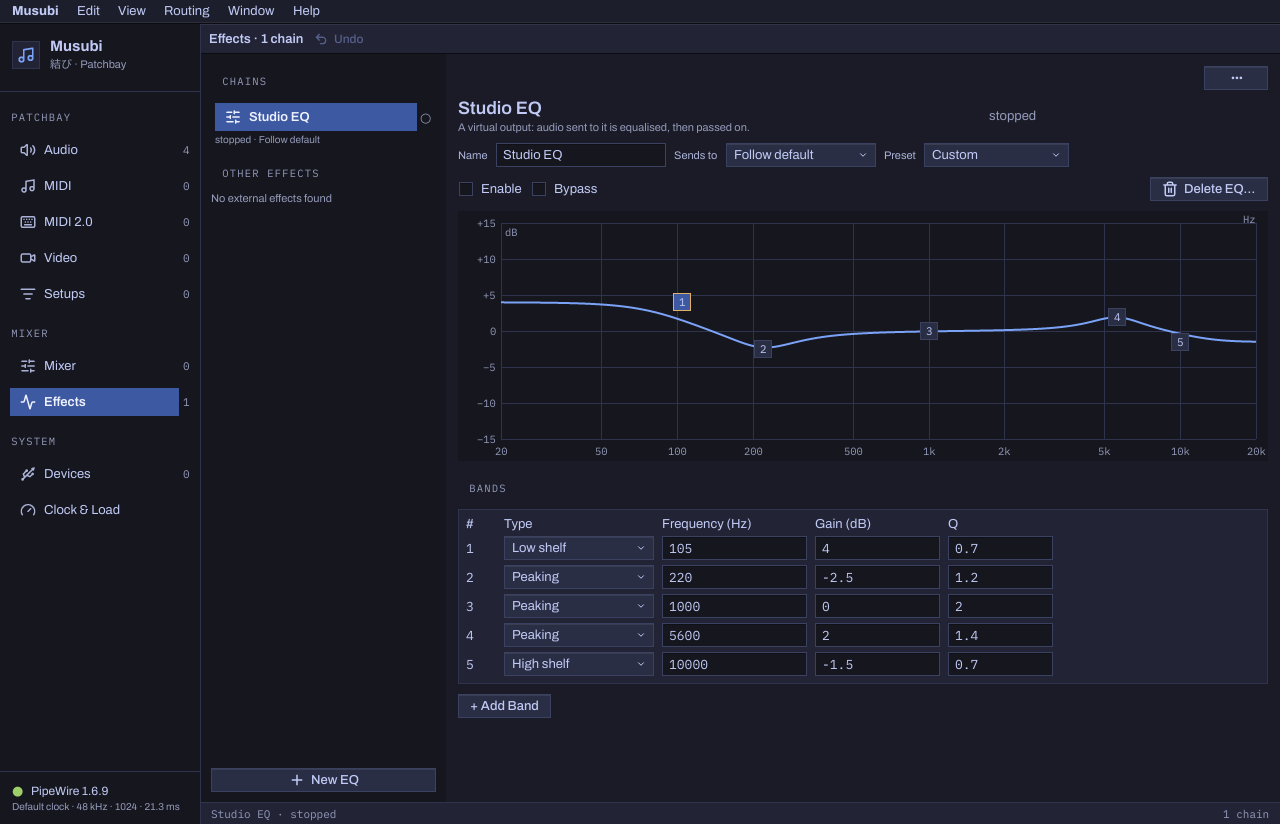 Musubi Edit View Routing Window Help
Musubi
結び · Patchbay
PATCHBAY
Audio 4
MIDI 0
MIDI 2.0 0
Video 0
Setups 0
MIXER
Mixer 0
Effects 1
SYSTEM
Devices 0
Clock & Load
PipeWire 1.6.9
Default clock · 48 kHz · 1024 · 21.3 ms
Effects · 1 chain Undo
CHAINS
Studio EQ
stopped · Follow default
OTHER EFFECTS
No external effects found
New EQ
...
Studio EQ
A virtual output: audio sent to it is equalised, then passed on.
stopped
Name Studio EQ Sends to Follow default Preset Custom
Enable Bypass Delete EQ...
Hz
+15
dB
+10
+5
0
−5
−10
−15
1
2
3
4
5
20 50 100 200 500 1k 2k 5k 10k 20k
BANDS
# Type Frequency (Hz) Gain (dB) Q
1 Low shelf 105 4 0.7
2 Peaking 220 -2.5 1.2
3 Peaking 1000 0 2
4 Peaking 5600 2 1.4
5 High shelf 10000 -1.5 0.7
+ Add Band
Studio EQ · stopped 1 chain